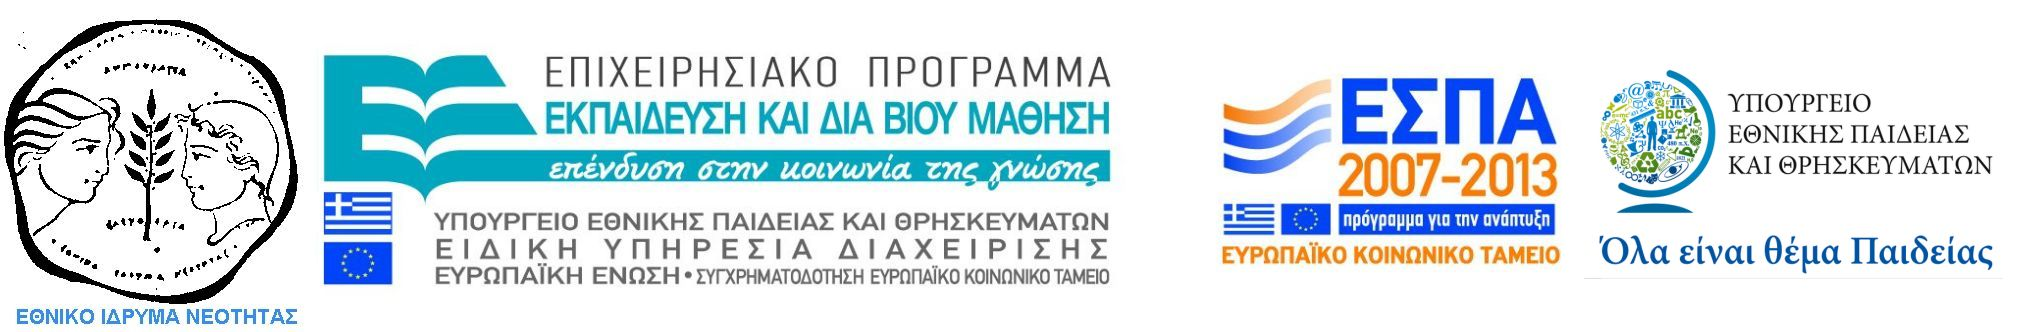 ΕΘΝΙΚΟ ΙΔΡΥΜΑ ΝΕΟΤΗΤΑΣ
ΕΠΙΧΕΙΡΗΣΙΑΚΟ ΠΡΟΓΡΑΜΜΑ
ΕΚΠΑΙΔΕΥΣΗ ΚΑΙ ΔΙΑ ΒΙΟΥ ΜΑΘΗΣΗ
επένδυση στην κοινωνία της γνώσης
ΥΠΟΥΡΓΕΙΟ ΕΘΝΙΚΗΣ ΠΑΙΔΕΙΑΣ ΚΑΙ ΘΡΗΣΚΕΥΜΑΤΩΝ
ΕΙΔΙΚΗ ΥΠΗΡΕΣΙΑ ΔΙΑΧΕΙΡΙΣΗΣ
ΕΥΡΩΠΑΪΚΗ ΕΝΩΣΗ • ΣΥΓΧΡΗΜΑΤΟΔΟΤΗΣΗ ΕΥΡΩΠΑΪΚΟ ΚΟΙΝΩΝΙΚΟ ΤΑΜΕΙΟ
ΕΣΠΑ
2007-2013
πρόγραμμα για την ανάπτυξη
ΕΥΡΩΠΑΪΚΟ ΚΟΙΝΩΝΙΚΟ ΤΑΜΕΙΟ
abc
ΥΠΟΥΡΓΕΙΟ
ΕΘΝΙΚΗΣ ΠΑΙΔΕΙΑΣ
ΚΑΙ ΘΡΗΣΚΕΥΜΑΤΩΝ
Όλα είναι θέμα Παιδείας